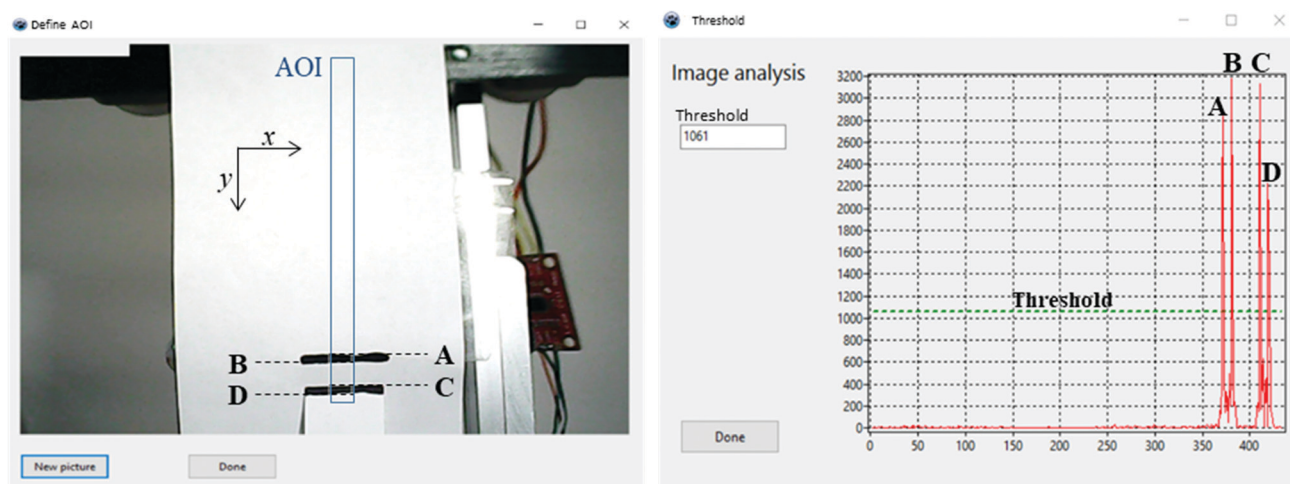 Define AOI
AOI
x
y
B
A
D
C
New picture
Done
Threshold
Image analysis
Threshold
1061
Done
A
B
C
D
Threshold
3200
3000
2800
2600
2400
2200
2000
1800
1600
1400
1200
1000
800
600
400
200
0
0 50 100 150 200 250 300 350 400